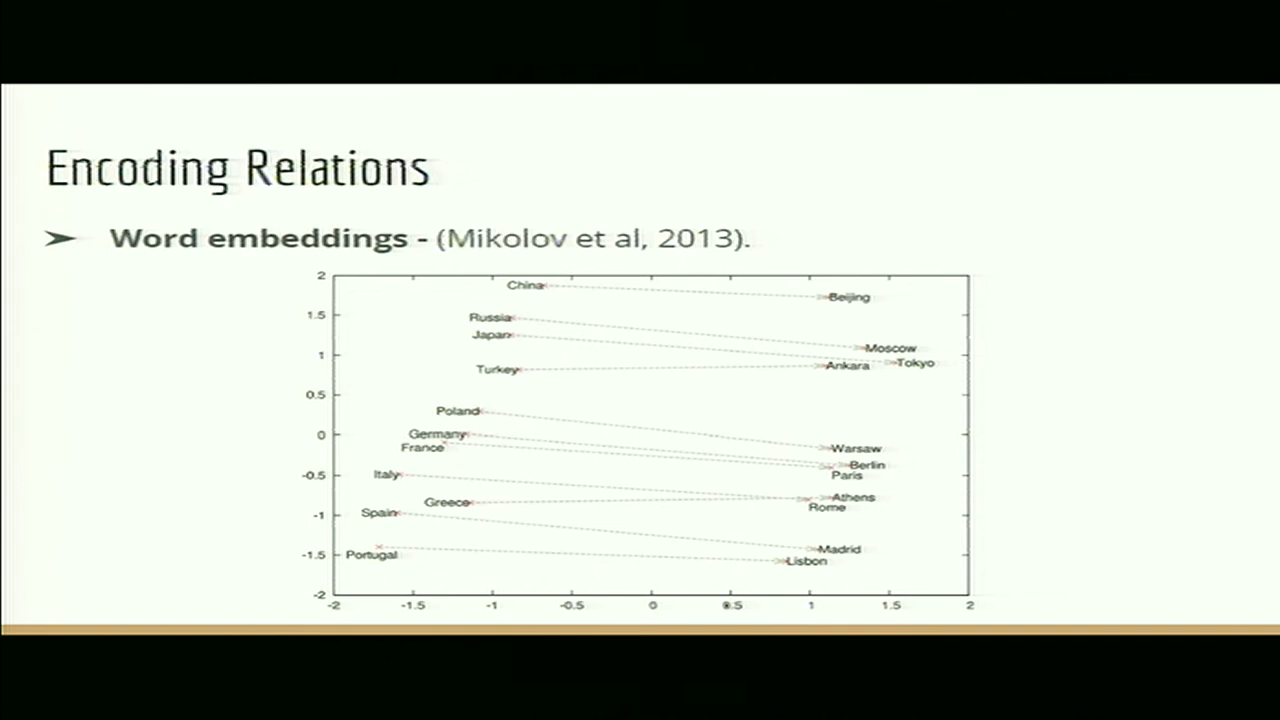 Encoding Relations
➤ Word embeddings - (Mikolov et al, 2013).
2
China Beijing
1.5
Russia
Japan
Moscow
1
Tokyo
Turkey Ankara
0.5
Poland
0
Germany
France
Warsaw
Berlin
-0.5
Italy
Paris
Greece Athens
Rome
-1
Spain
Madrid
-1.5
Portugal
Lisbon
-2
-2 -1.5 -1 -0.5 0 0.5 1 1.5 2